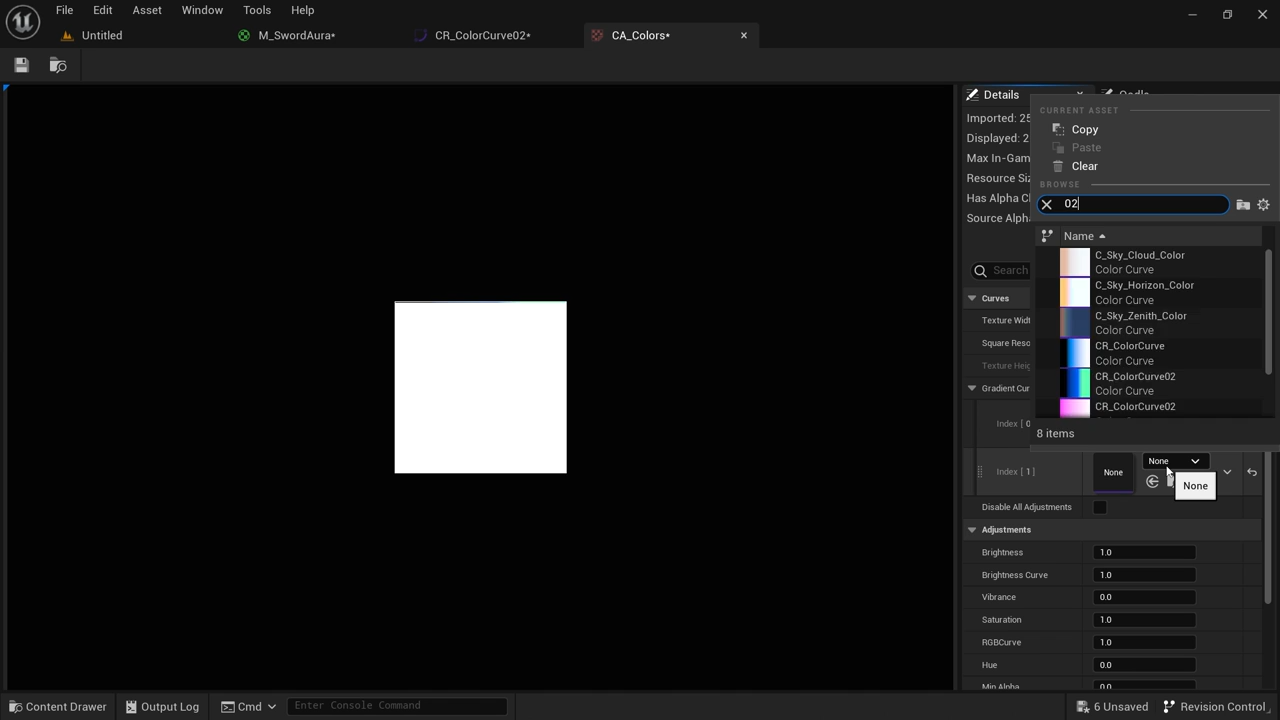 File Edit Asset Window Tools Help
Untitled M_SwordAura* CR_ColorCurve02* CA_Colors*
Details
CURRENT ASSET
Imported: 25
Copy
Displayed: 2
Paste
Max In-Gam
Clear
Resource Siz
BROWSE
Has Alpha C
02
Source Alpha
Name
C_Sky_Cloud_Color
Color Curve
Search
C_Sky_Horizon_Color
Color Curve
Curves
C_Sky_Zenith_Color
Color Curve
Texture Widt
Square Reso
CR_ColorCurve
Color Curve
Texture Heig
CR_ColorCurve02
Color Curve
Gradient Cur
CR_ColorCurve02
Index [ 0
8 items
Index [ 1 ] None None
None
Disable All Adjustments
Adjustments
Brightness 1.0
Brightness Curve 1.0
Vibrance 0.0
Saturation 1.0
RGBCurve 1.0
Hue 0.0
Min Alpha 0.0
Content Drawer Output Log Cmd Enter Console Command 6 Unsaved Revision Control